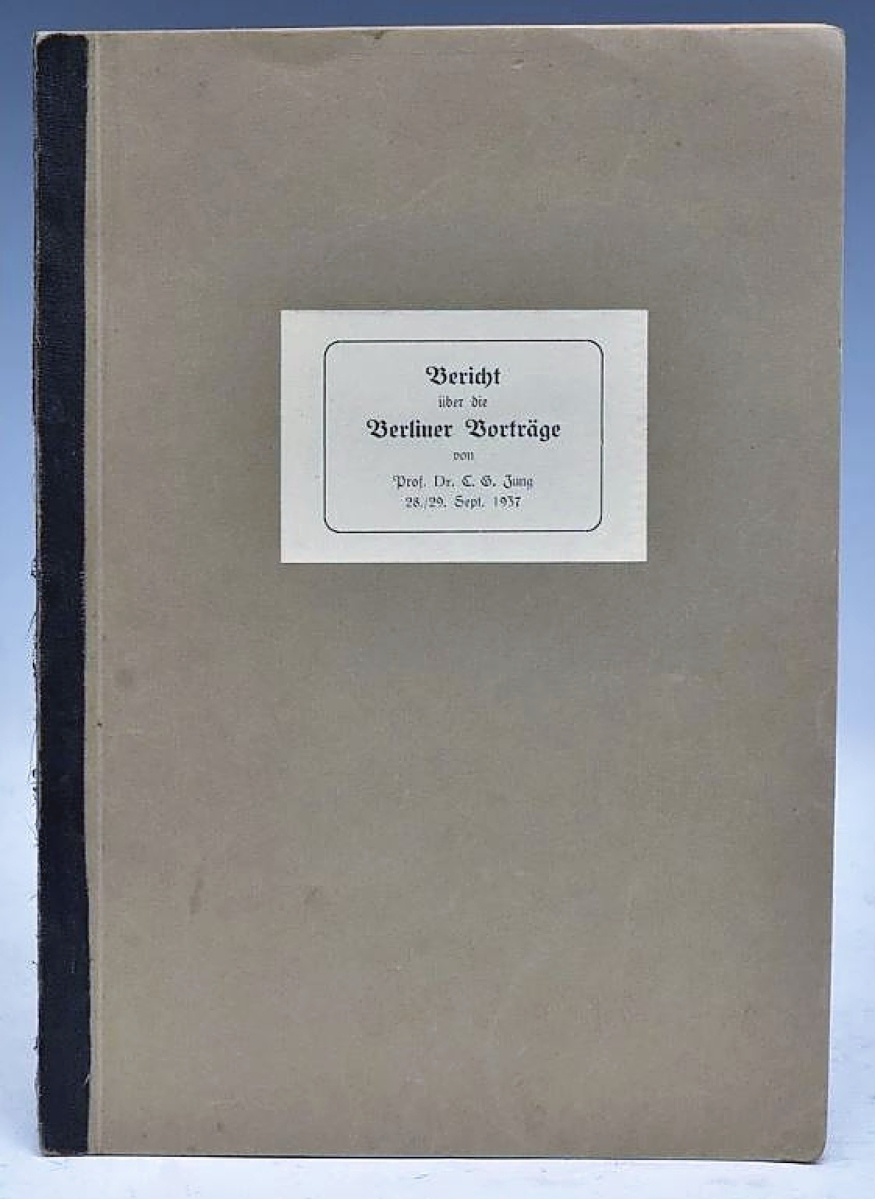 Bericht
über die
Berliner Vorträge
von
Prof. Dr. C. G. Jung
28./29. Sept. 1937